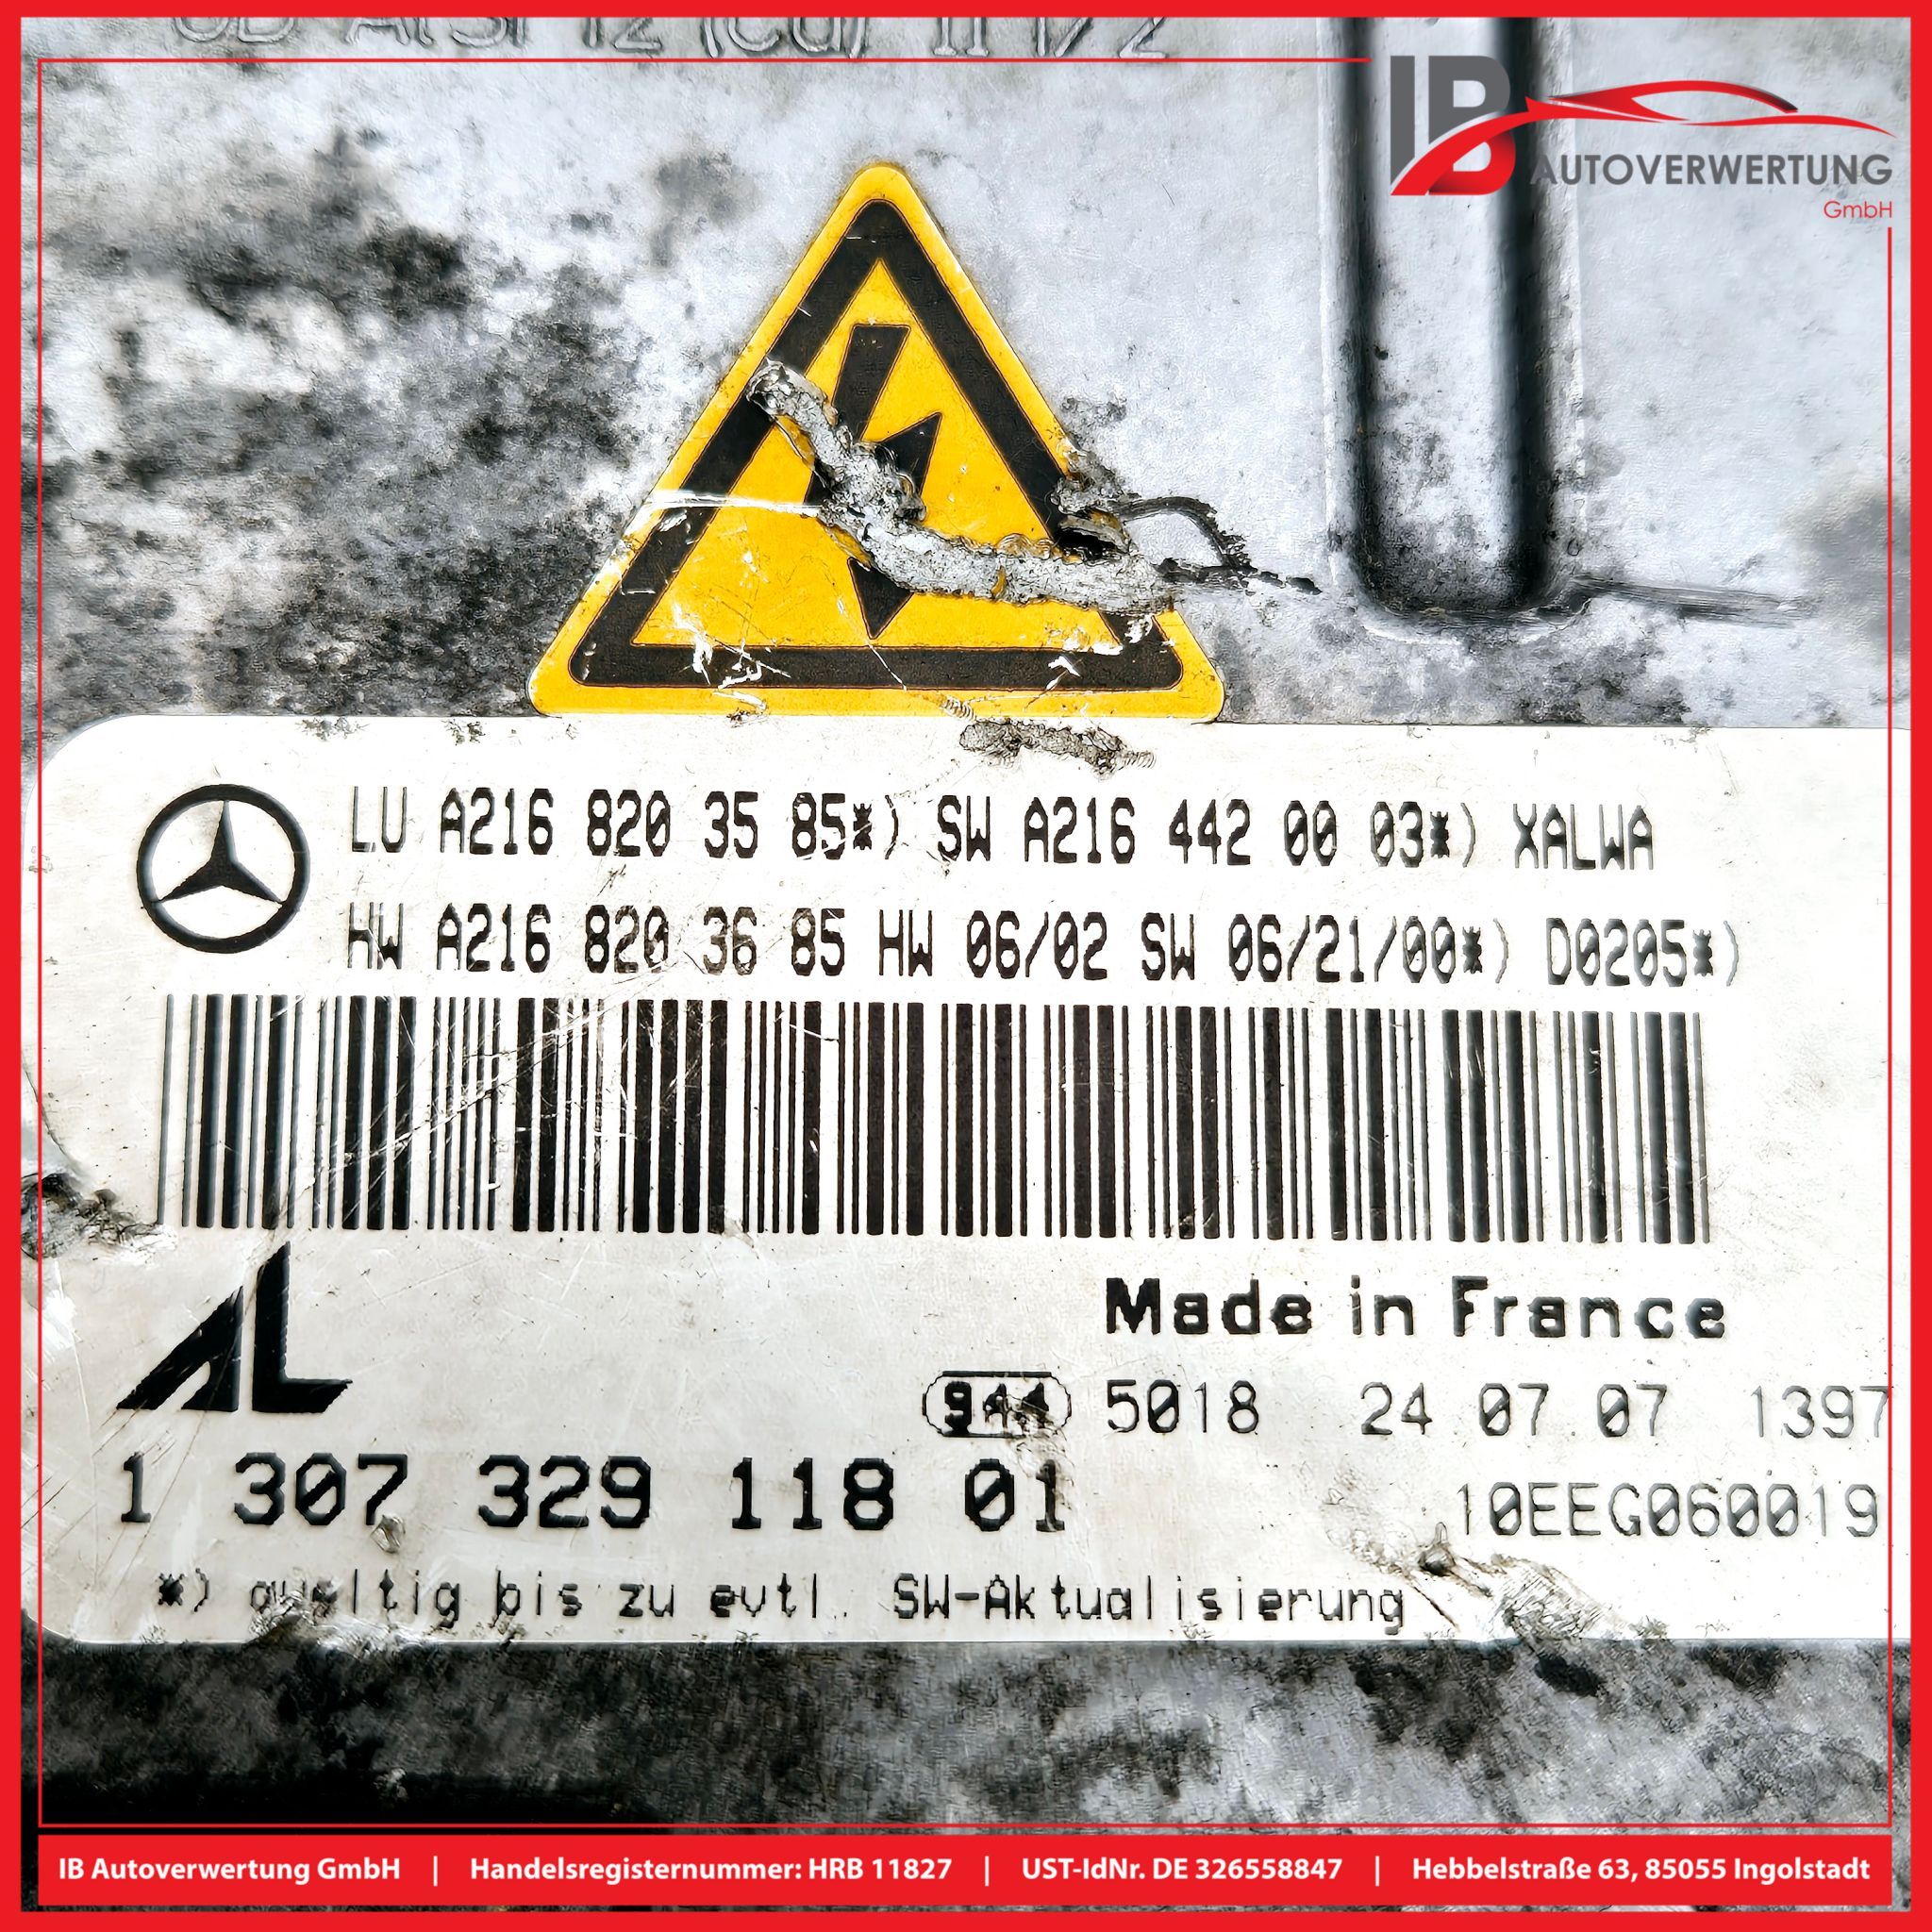 IB
AUTOVERWERTUNG
GmbH
LU A216 820 35 85*) SW A216 442 00 03*) XALWA
HW A216 820 36 85 HW 06/02 SW 06/21/00*) D0205*)
AL
Made in France
944 5018 24 07 07 1397
1 307 329 118 01
10EEG060019
*) gueltig bis zu evtl. SW-Aktualisierung
IB Autoverwertung GmbH | Handelsregisternummer: HRB 11827 | UST-IdNr. DE 326558847 | Hebbelstraße 63, 85055 Ingolstadt